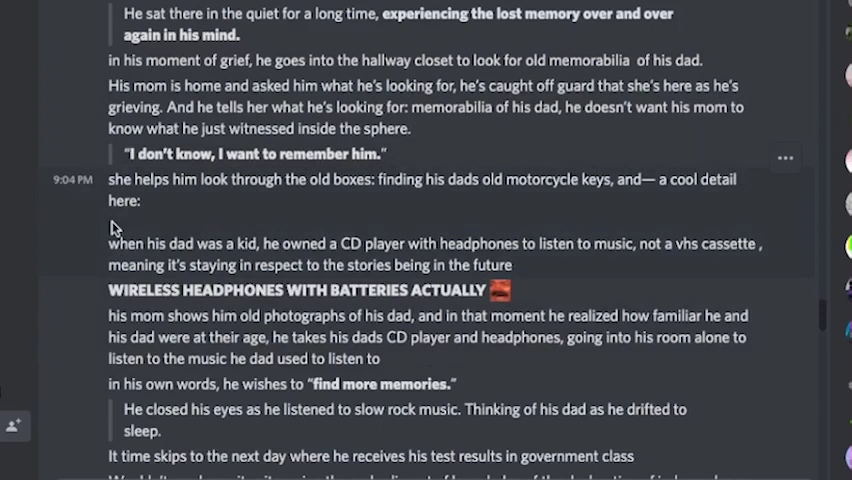 He sat there in the quiet for a long time, experiencing the lost memory over and over
again in his mind.
in his moment of grief, he goes into the hallway closet to look for old memorabilia of his dad.
His mom is home and asked him what he's looking for, he's caught off guard that she's here as he's
grieving. And he tells her what he's looking for: memorabilia of his dad, he doesn't want his mom to
know what he just witnessed inside the sphere.
"I don't know, I want to remember him."
9:04 PM she helps him look through the old boxes: finding his dads old motorcycle keys, and— a cool detail
here:
when his dad was a kid, he owned a CD player with headphones to listen to music, not a vhs cassette ,
meaning it's staying in respect to the stories being in the future
WIRELESS HEADPHONES WITH BATTERIES ACTUALLY
his mom shows him old photographs of his dad, and in that moment he realized how familiar he and
his dad were at their age, he takes his dads CD player and headphones, going into his room alone to
listen to the music he dad used to listen to
in his own words, he wishes to "find more memories."
He closed his eyes as he listened to slow rock music. Thinking of his dad as he drifted to
sleep.
It time skips to the next day where he receives his test results in government class